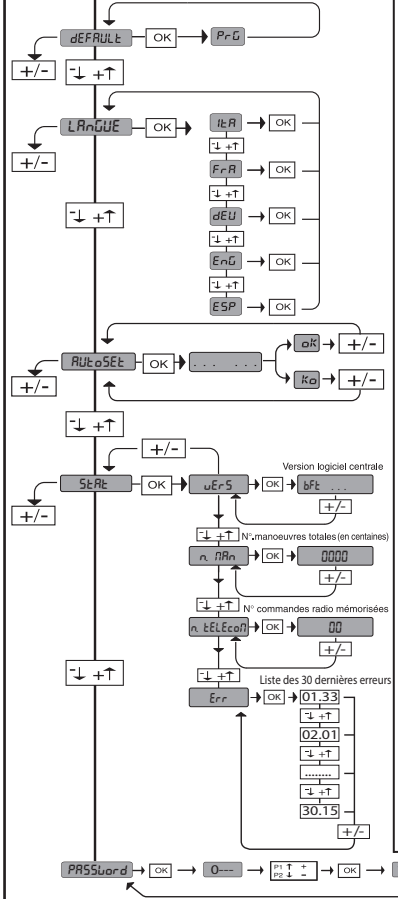 dEFAULt OK PrG
+/- -↓ +↑
LAnGUE OK ItA OK
+/- -↓ +↑
FrA OK
-↓ +↑
-↓ +↑ dEU OK
-↓ +↑
EnG OK
-↓ +↑
ESP OK
ok +/-
AUtoSEt OK ... ...
+/- Ko +/-
-↓ +↑
+/-
Version logiciel centrale
StAt OK vErS OK bFt ...
+/- +/-
-↓ +↑ N° manoeuvres totales (en centaines)
n. MAn OK 0000
+/-
-↓ +↑ N° commandes radio mémorisées
n. tELEcoM OK 00
+/-
-↓ +↑ -↓ +↑
Liste des 30 dernières erreurs
Err OK 01.33
-↓ +↑
02.01
-↓ +↑
........
-↓ +↑
30.15
+/-
PASSword OK 0--- P1 ↑ + OK
P2 ↓ -